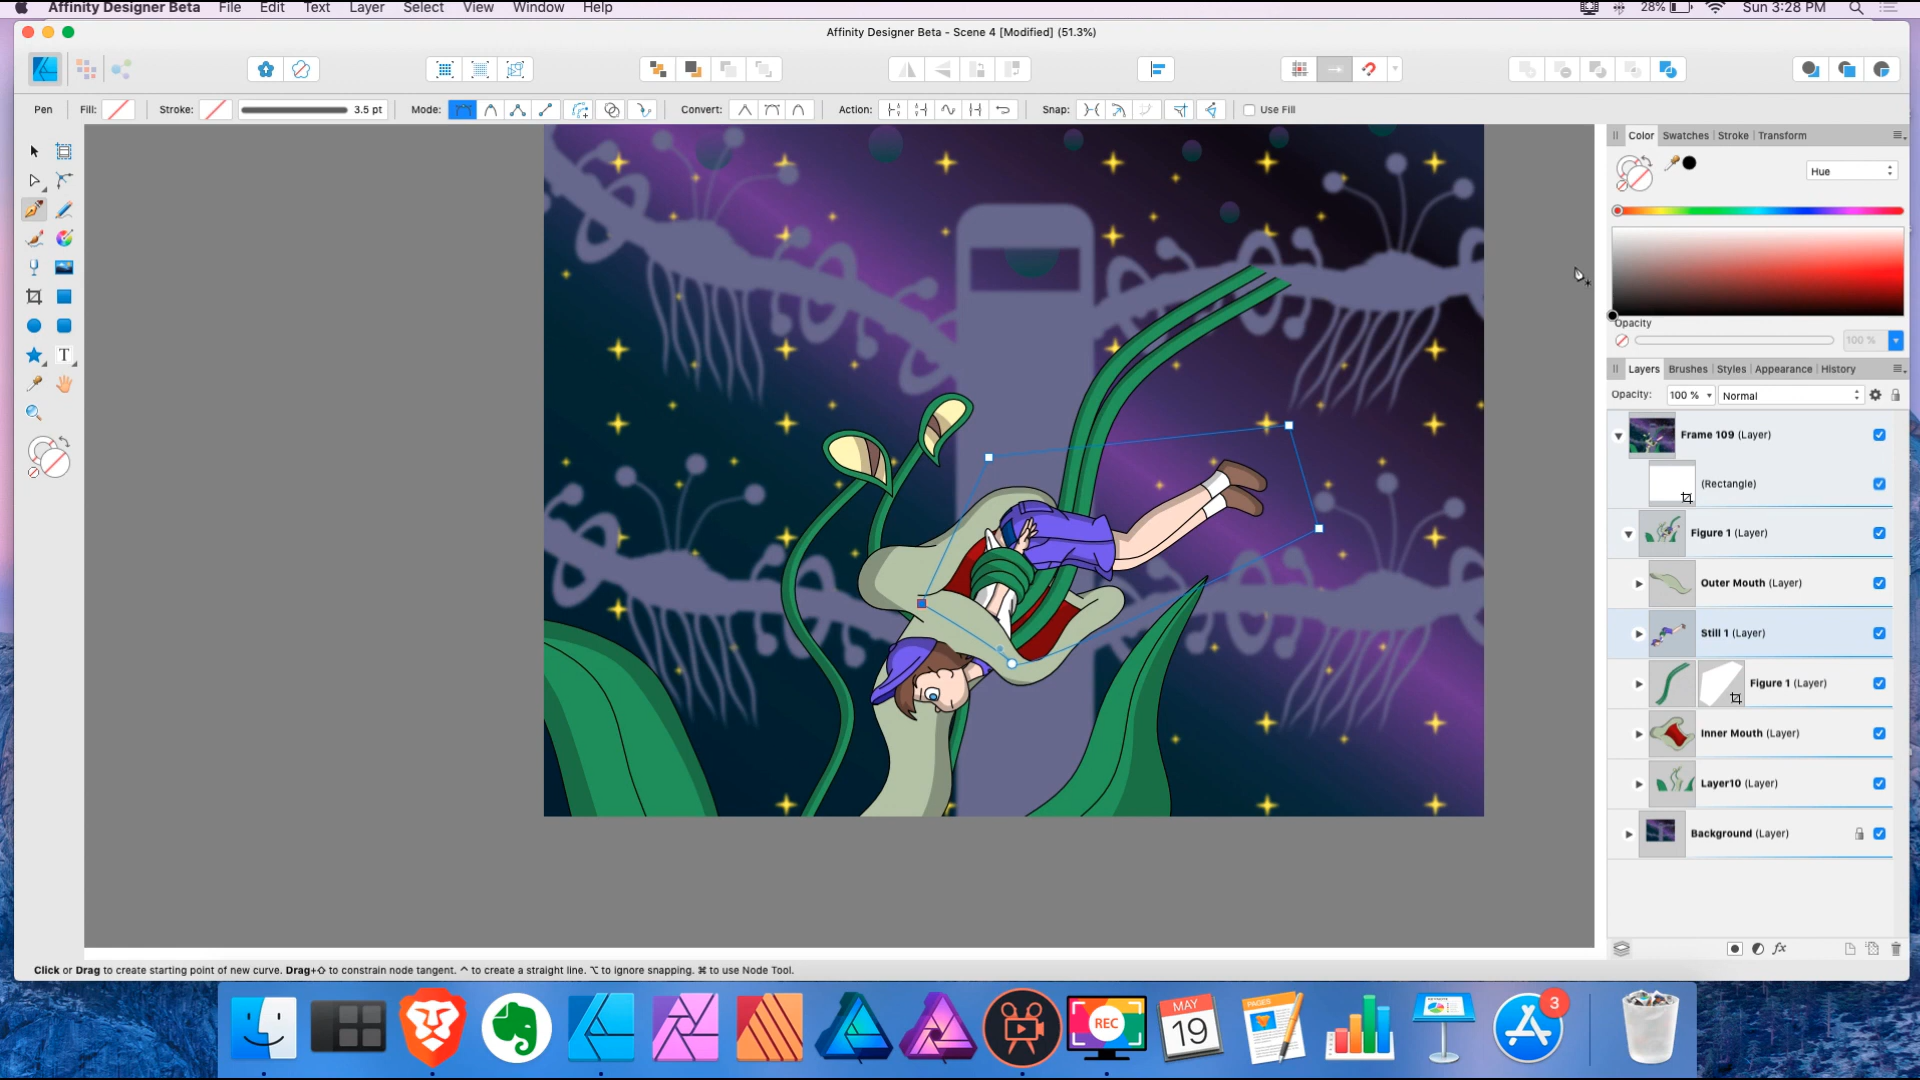 Affinity Designer Beta File Edit Text Layer Select View Window Help 28% Sun 3:28 PM
Affinity Designer Beta - Scene 4 [Modified] (51.3%)
Pen Fill: Stroke: 3.5 pt Mode: Convert: Action: Snap: Use Fill
Color Swatches Stroke Transform
Hue
Opacity
100 %
Layers Brushes Styles Appearance History
Opacity: 100 % Normal
Frame 109 (Layer)
(Rectangle)
Figure 1 (Layer)
Outer Mouth (Layer)
Still 1 (Layer)
Figure 1 (Layer)
Inner Mouth (Layer)
Layer10 (Layer)
Background (Layer)
fx
T
Click or Drag to create starting point of new curve. Drag+⇧ to constrain node tangent. ^ to create a straight line. ⌥ to ignore snapping. ⌘ to use Node Tool.
REC
MAY
19
PAGES
3